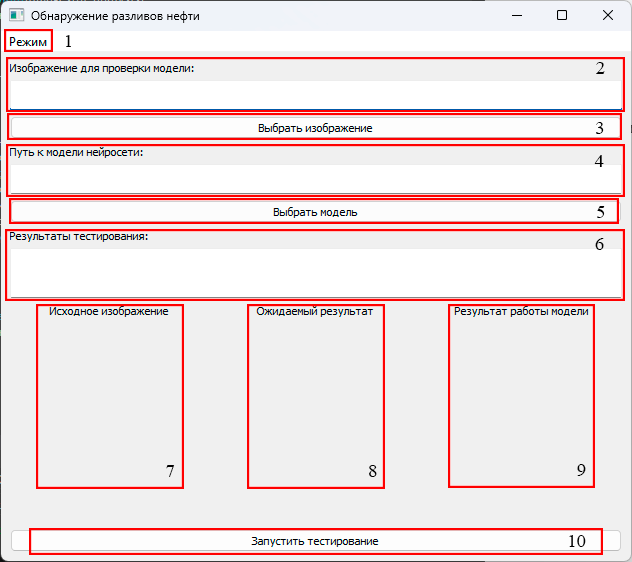 Обнаружение разливов нефти
Режим 1
Изображение для проверки модели: 2
Выбрать изображение 3
Путь к модели нейросети: 4
Выбрать модель 5
Результаты тестирования: 6
Исходное изображение Ожидаемый результат Результат работы модели
7 8 9
Запустить тестирование 10